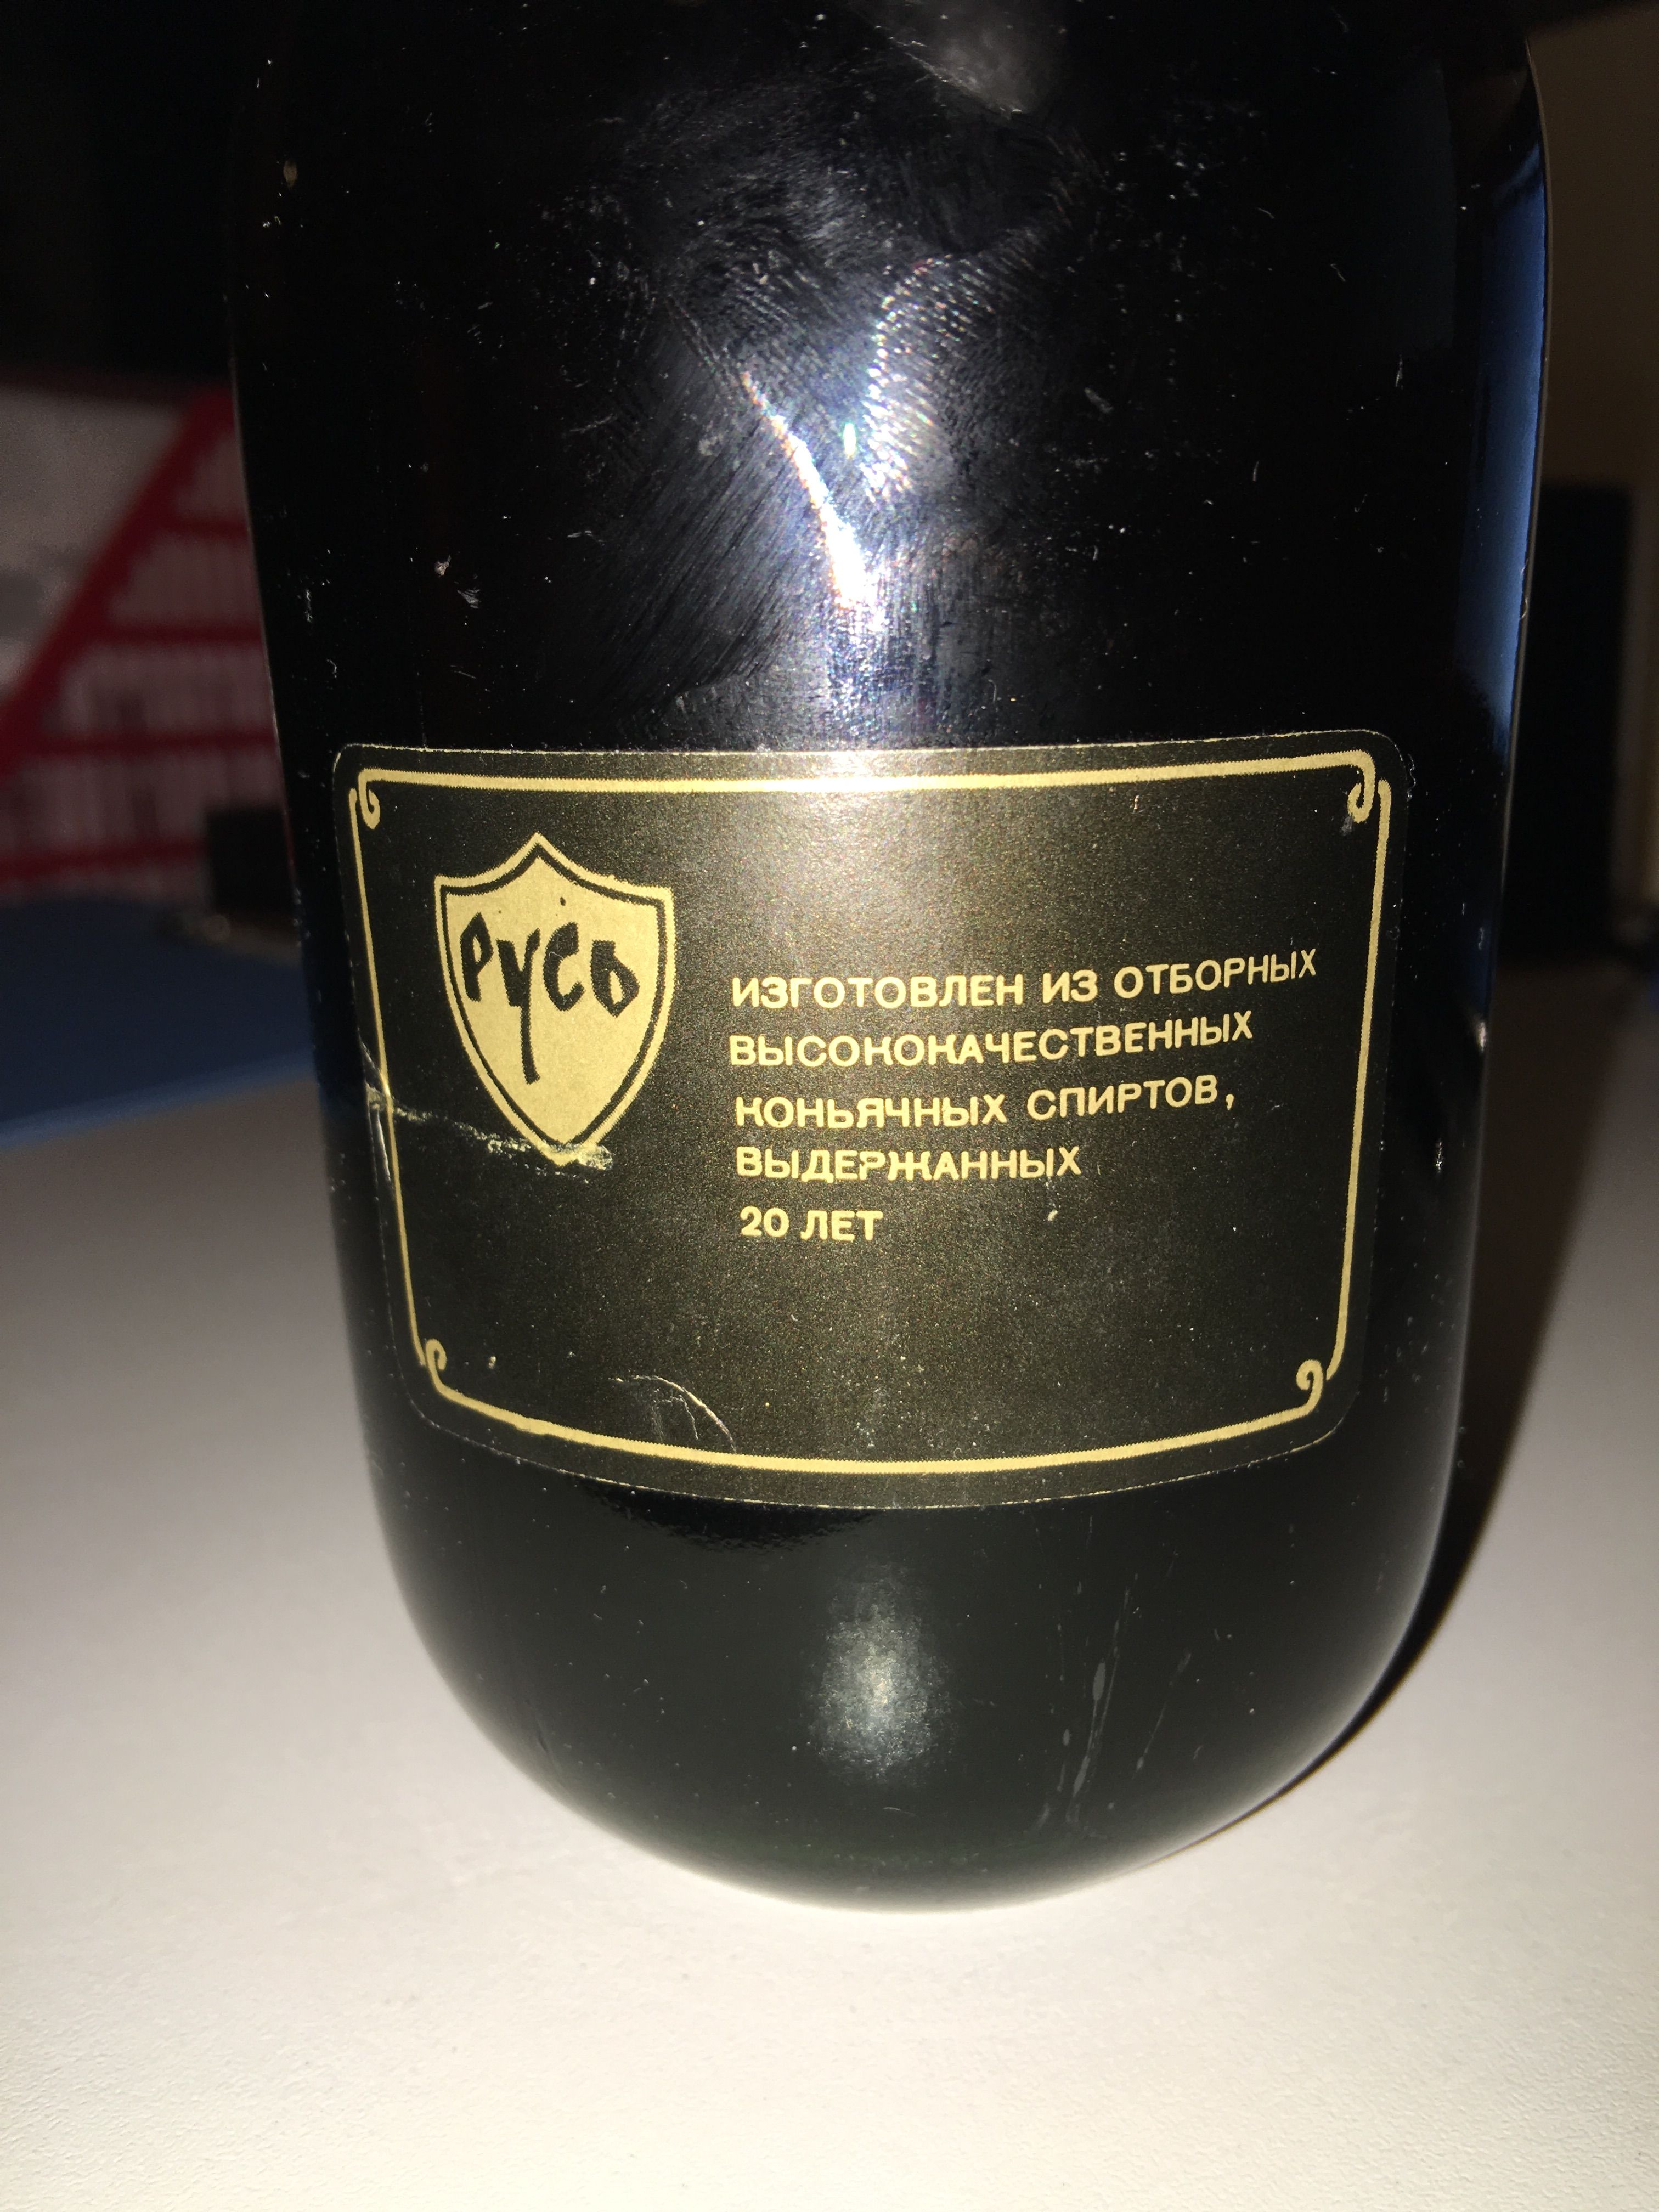 РУСЬ
ИЗГОТОВЛЕН ИЗ ОТБОРНЫХ
ВЫСОКОКАЧЕСТВЕННЫХ
КОНЬЯЧНЫХ СПИРТОВ,
ВЫДЕРЖАННЫХ
20 ЛЕТ